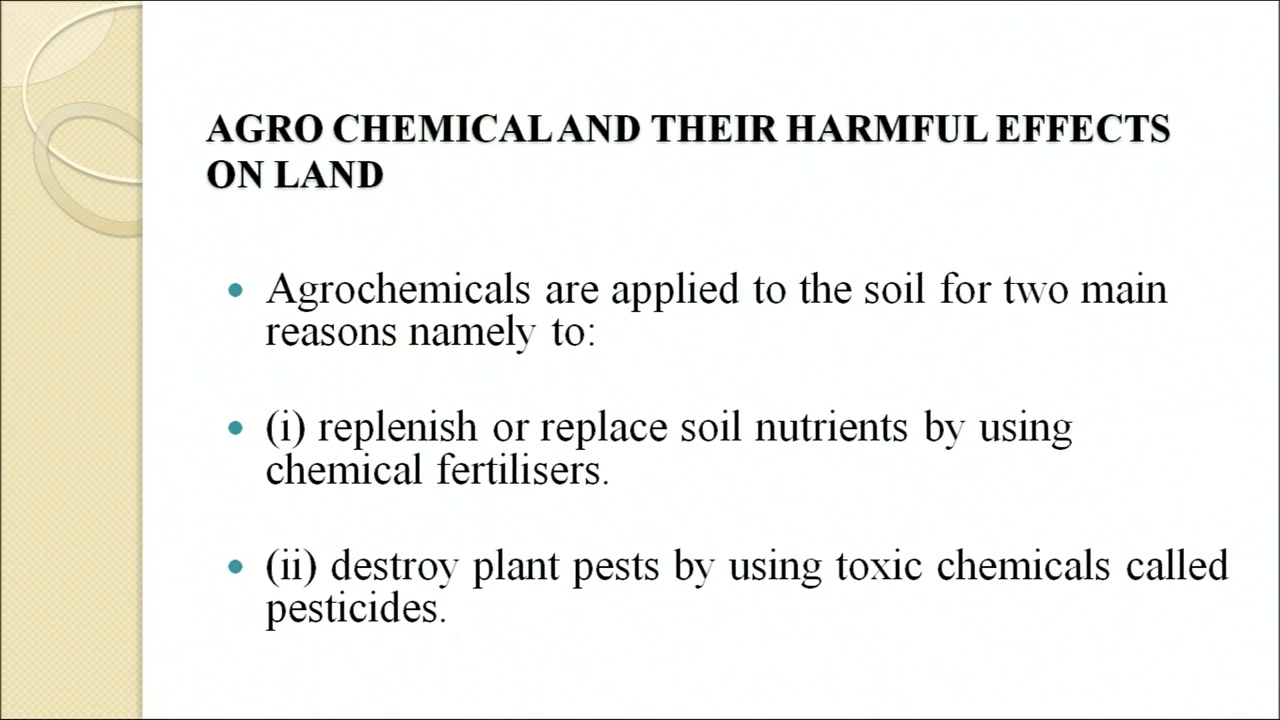 AGRO CHEMICAL AND THEIR HARMFUL EFFECTS
ON LAND
• Agrochemicals are applied to the soil for two main
reasons namely to:
• (i) replenish or replace soil nutrients by using
chemical fertilisers.
• (ii) destroy plant pests by using toxic chemicals called
pesticides.